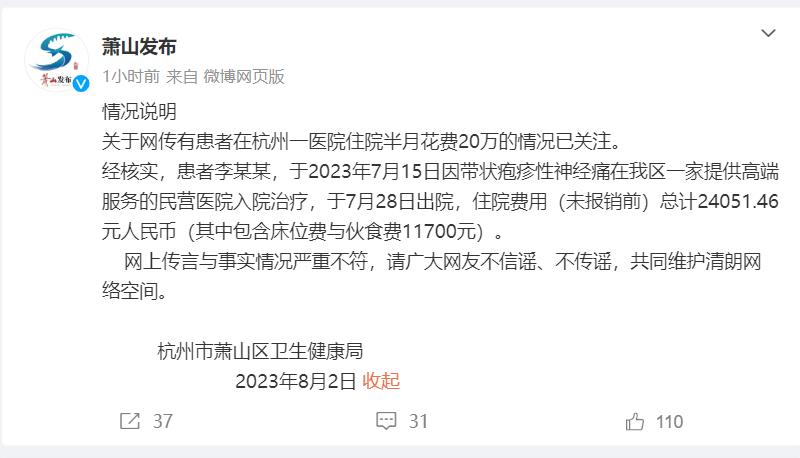 萧山发布
1小时前 来自 微博网页版
情况说明
关于网传有患者在杭州一医院住院半月花费20万的情况已关注。
经核实，患者李某某，于2023年7月15日因带状疱疹性神经痛在我区一家提供高端
服务的民营医院入院治疗，于7月28日出院，住院费用（未报销前）总计24051.46
元人民币（其中包含床位费与伙食费11700元）。
网上传言与事实情况严重不符，请广大网友不信谣、不传谣，共同维护清朗网
络空间。
杭州市萧山区卫生健康局
2023年8月2日 收起
37 31 110
萧山发布